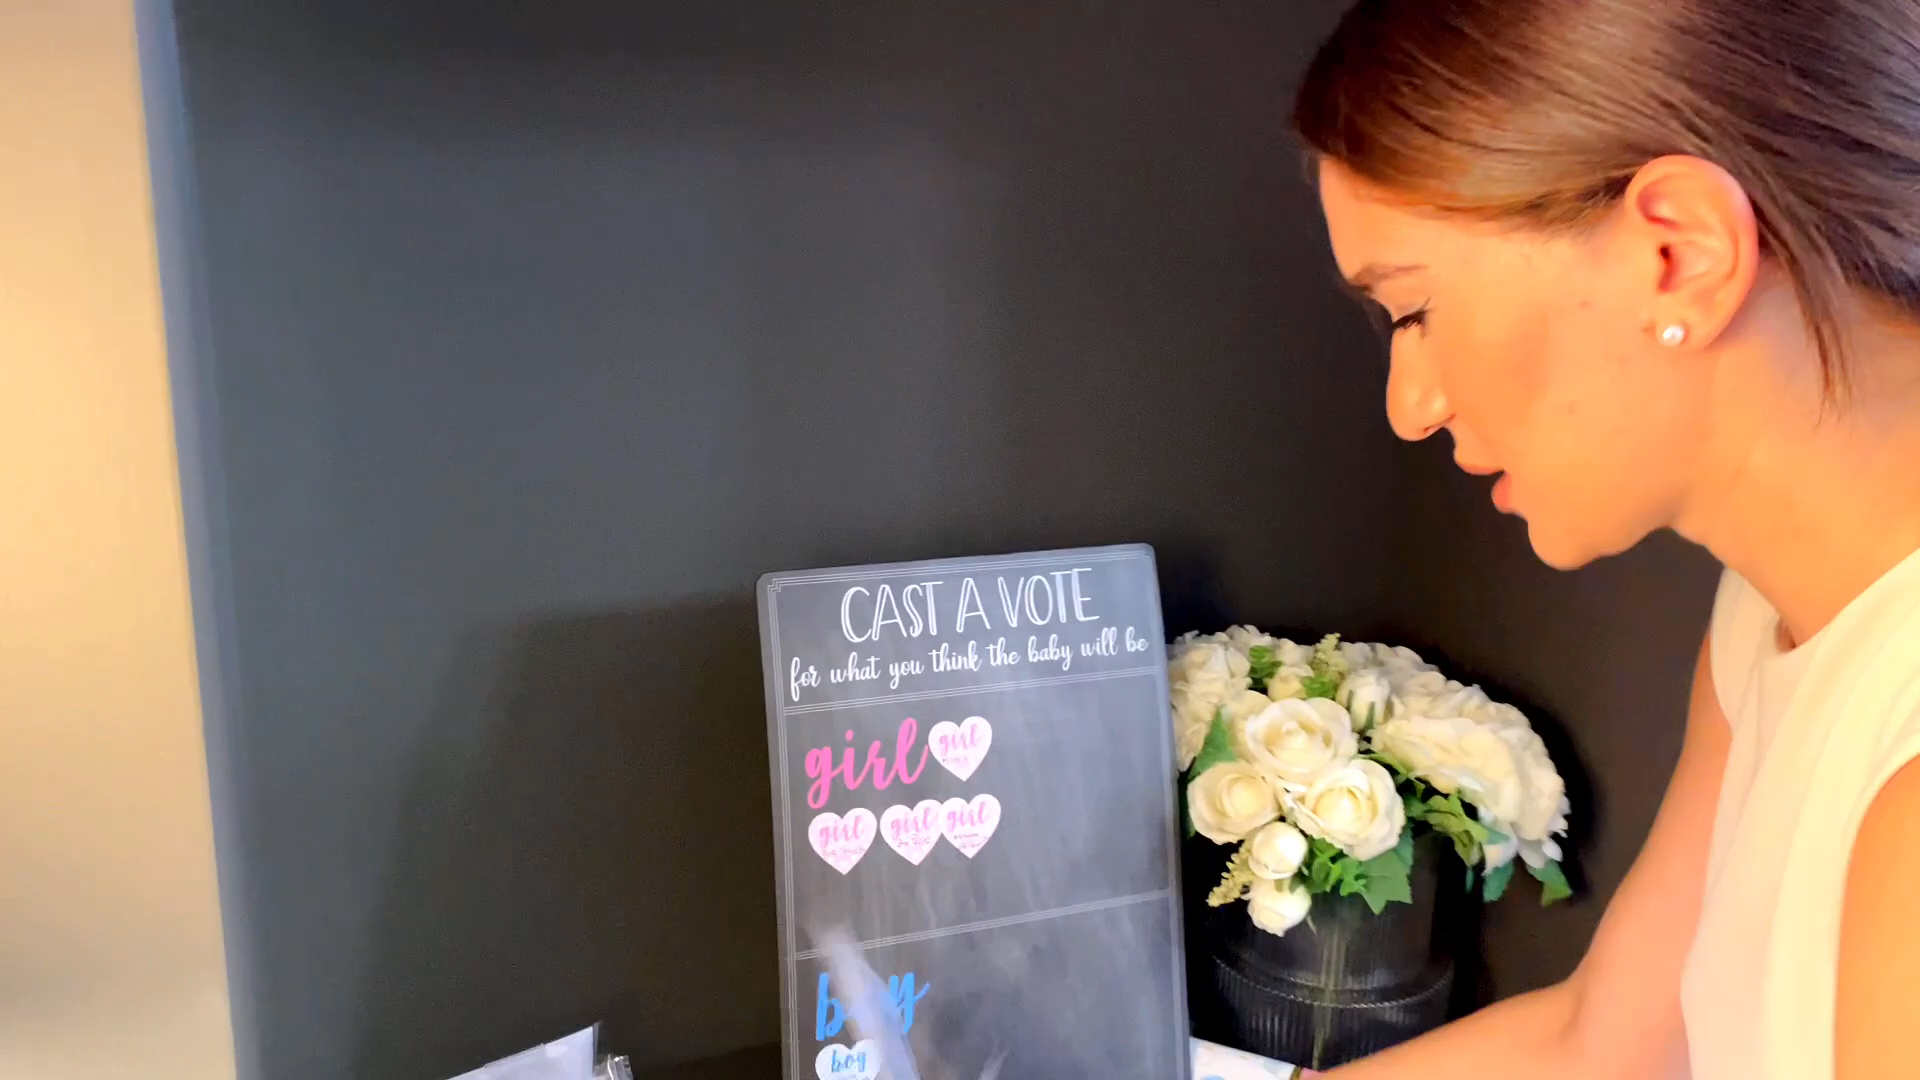 CAST A VOTE
for what you think the baby will be
girl girl
girl girl girl
boy
boy